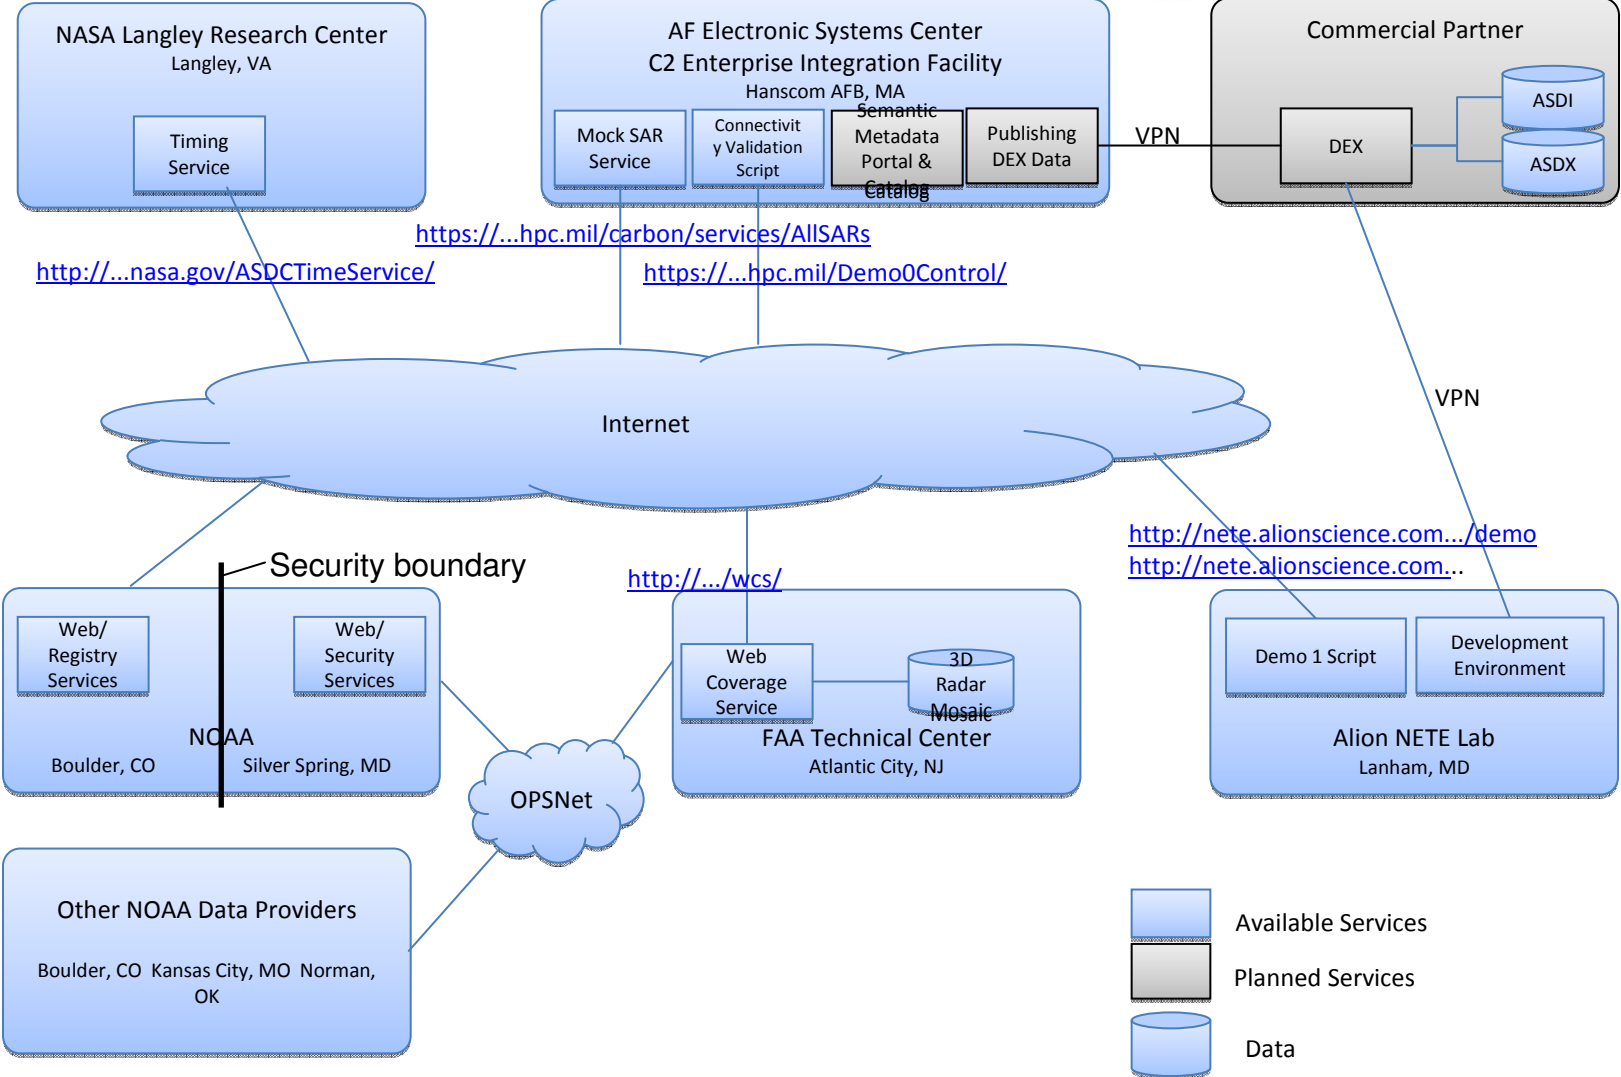 NASA Langley Research Center
Langley, VA
Timing
Service
AF Electronic Systems Center
C2 Enterprise Integration Facility
Hanscom AFB, MA
Mock SAR
Service
Connectivit
y Validation
Script
Semantic
Metadata
Portal &
Catalog
Publishing
DEX Data
VPN
Commercial Partner
DEX
ASDI
ASDX
https://...hpc.mil/carbon/services/AllSARs
http://...nasa.gov/ASDCTimeService/
https://...hpc.mil/Demo0Control/
Internet
VPN
http://nete.alionscience.com.../demo
http://nete.alionscience.com...
Security boundary
http://.../wcs/
Web/
Registry
Services
Web/
Security
Services
NOAA
Boulder, CO
Silver Spring, MD
Web
Coverage
Service
3D
Radar
Mosaic
FAA Technical Center
Atlantic City, NJ
Demo 1 Script
Development
Environment
Alion NETE Lab
Lanham, MD
OPSNet
Other NOAA Data Providers
Boulder, CO  Kansas City, MO  Norman,
OK
Available Services
Planned Services
Data